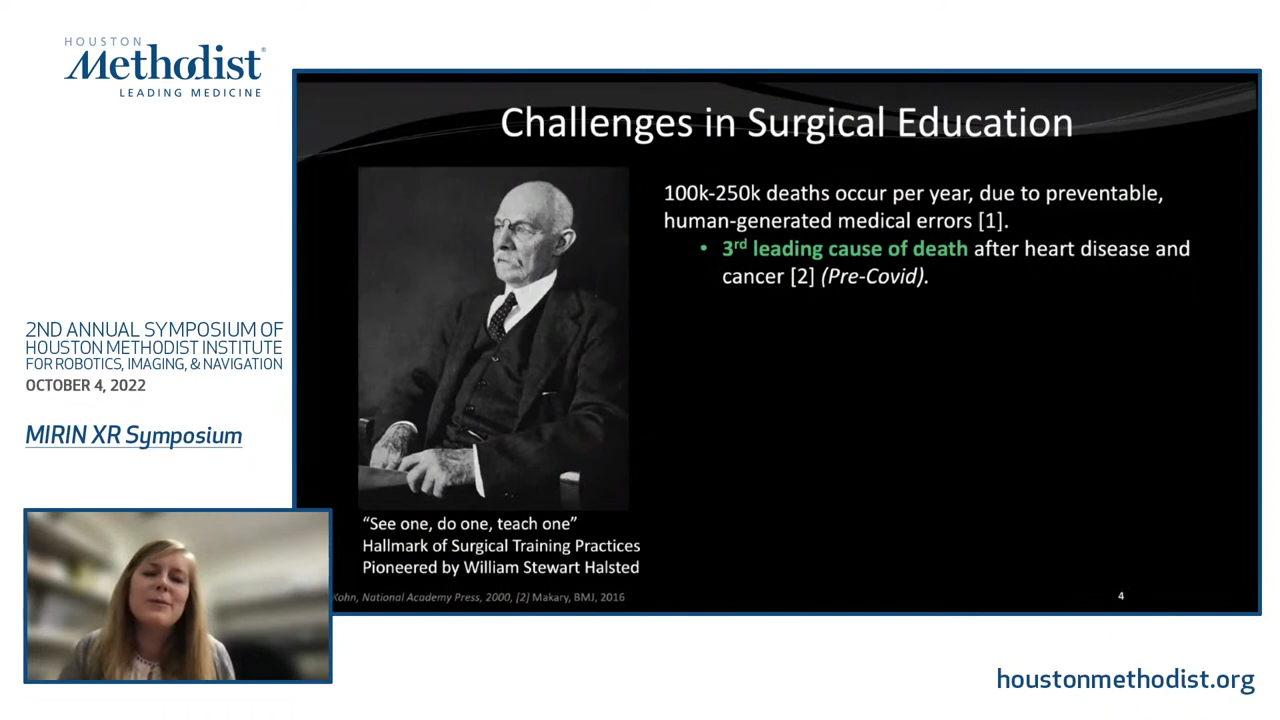 HOUSTON
Methodist®
LEADING MEDICINE
2ND ANNUAL SYMPOSIUM OF
HOUSTON METHODIST INSTITUTE
FOR ROBOTICS, IMAGING, & NAVIGATION
OCTOBER 4, 2022
MIRIN XR Symposium
Challenges in Surgical Education
100k-250k deaths occur per year, due to preventable,
human-generated medical errors [1].
• 3rd leading cause of death after heart disease and
cancer [2] (Pre-Covid).
“See one, do one, teach one”
Hallmark of Surgical Training Practices
Pioneered by William Stewart Halsted
Kohn, National Academy Press, 2000, [2] Makary, BMJ, 2016
4
houstonmethodist.org